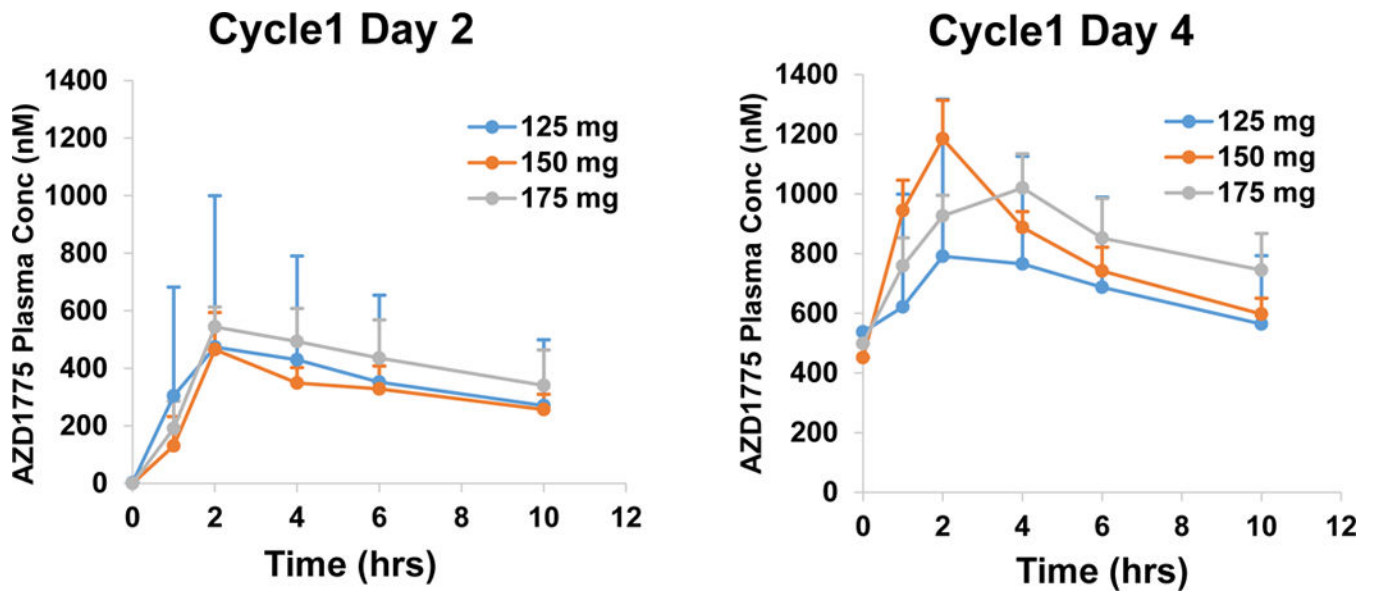 Cycle1 Day 2
AZD1775 Plasma Conc (nM)
1400
1200
1000
800
600
400
200
0
0 2 4 6 8 10 12
Time (hrs)
125 mg
150 mg
175 mg
Cycle1 Day 4
AZD1775 Plasma Conc (nM)
1400
1200
1000
800
600
400
200
0
0 2 4 6 8 10 12
Time (hrs)
125 mg
150 mg
175 mg